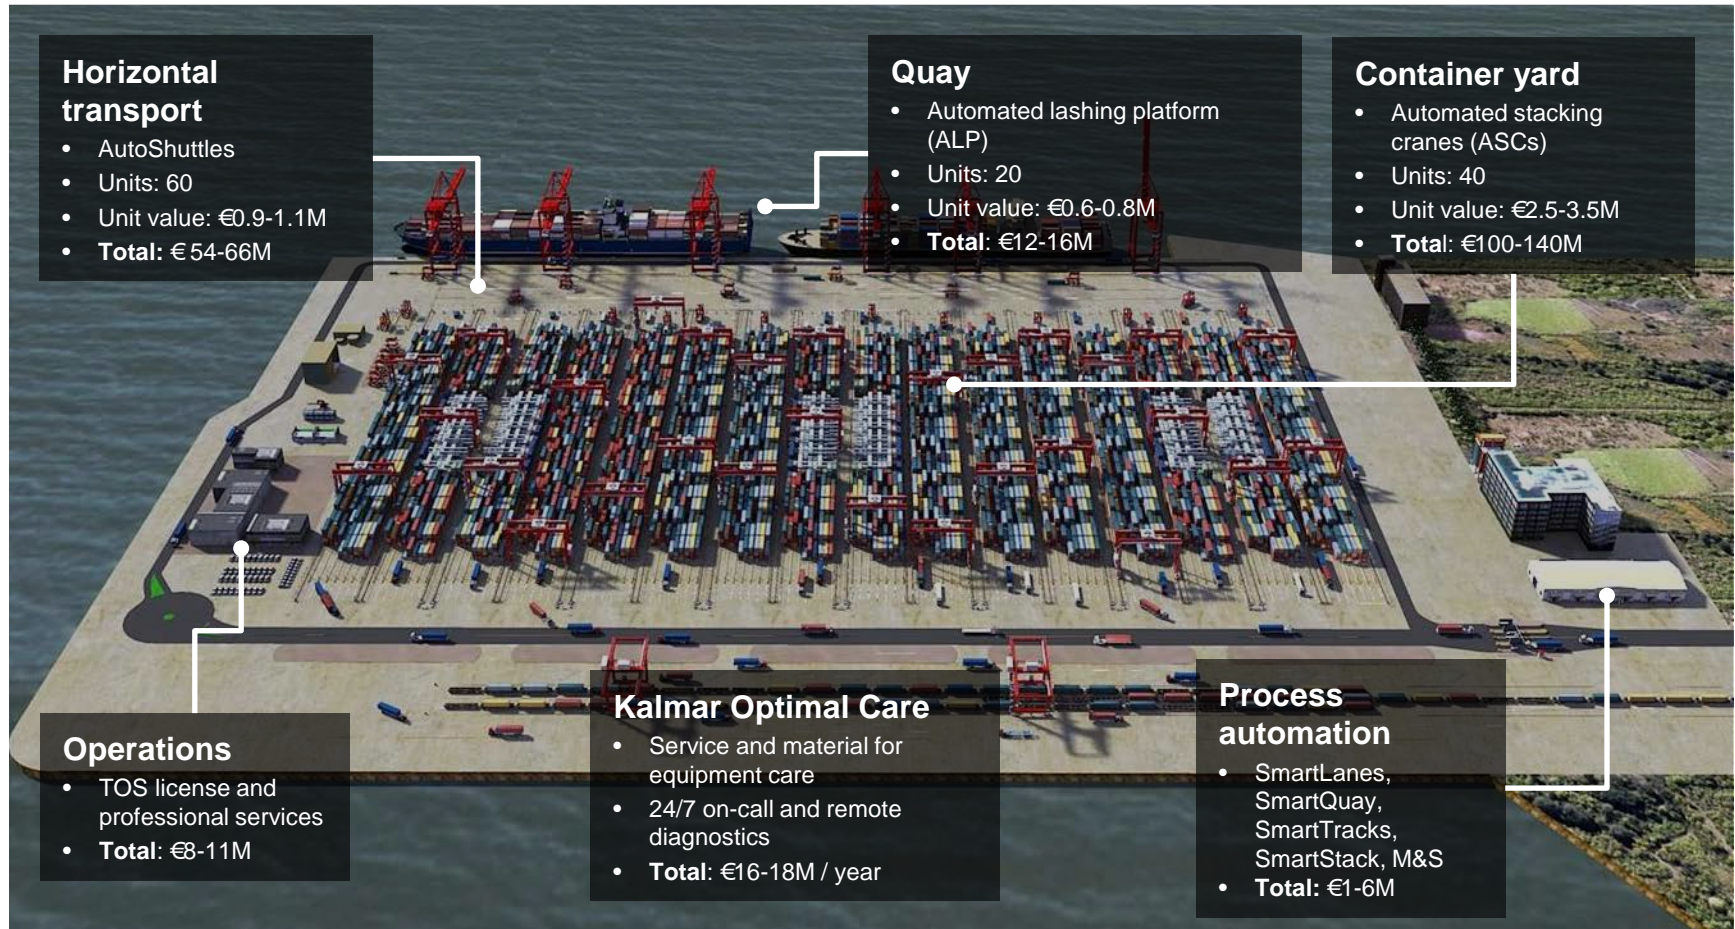 Horizontal
transport
• AutoShuttles
• Units: 60
• Unit value: €0.9-1.1M
• Total: € 54-66M
Quay
• Automated lashing platform
(ALP)
• Units: 20
• Unit value: €0.6-0.8M
• Total: €12-16M
Container yard
• Automated stacking
cranes (ASCs)
• Units: 40
• Unit value: €2.5-3.5M
• Total: €100-140M
Operations
• TOS license and
professional services
• Total: €8-11M
Kalmar Optimal Care
• Service and material for
equipment care
• 24/7 on-call and remote
diagnostics
• Total: €16-18M / year
Process
automation
• SmartLanes,
SmartQuay,
SmartTracks,
SmartStack, M&S
• Total: €1-6M